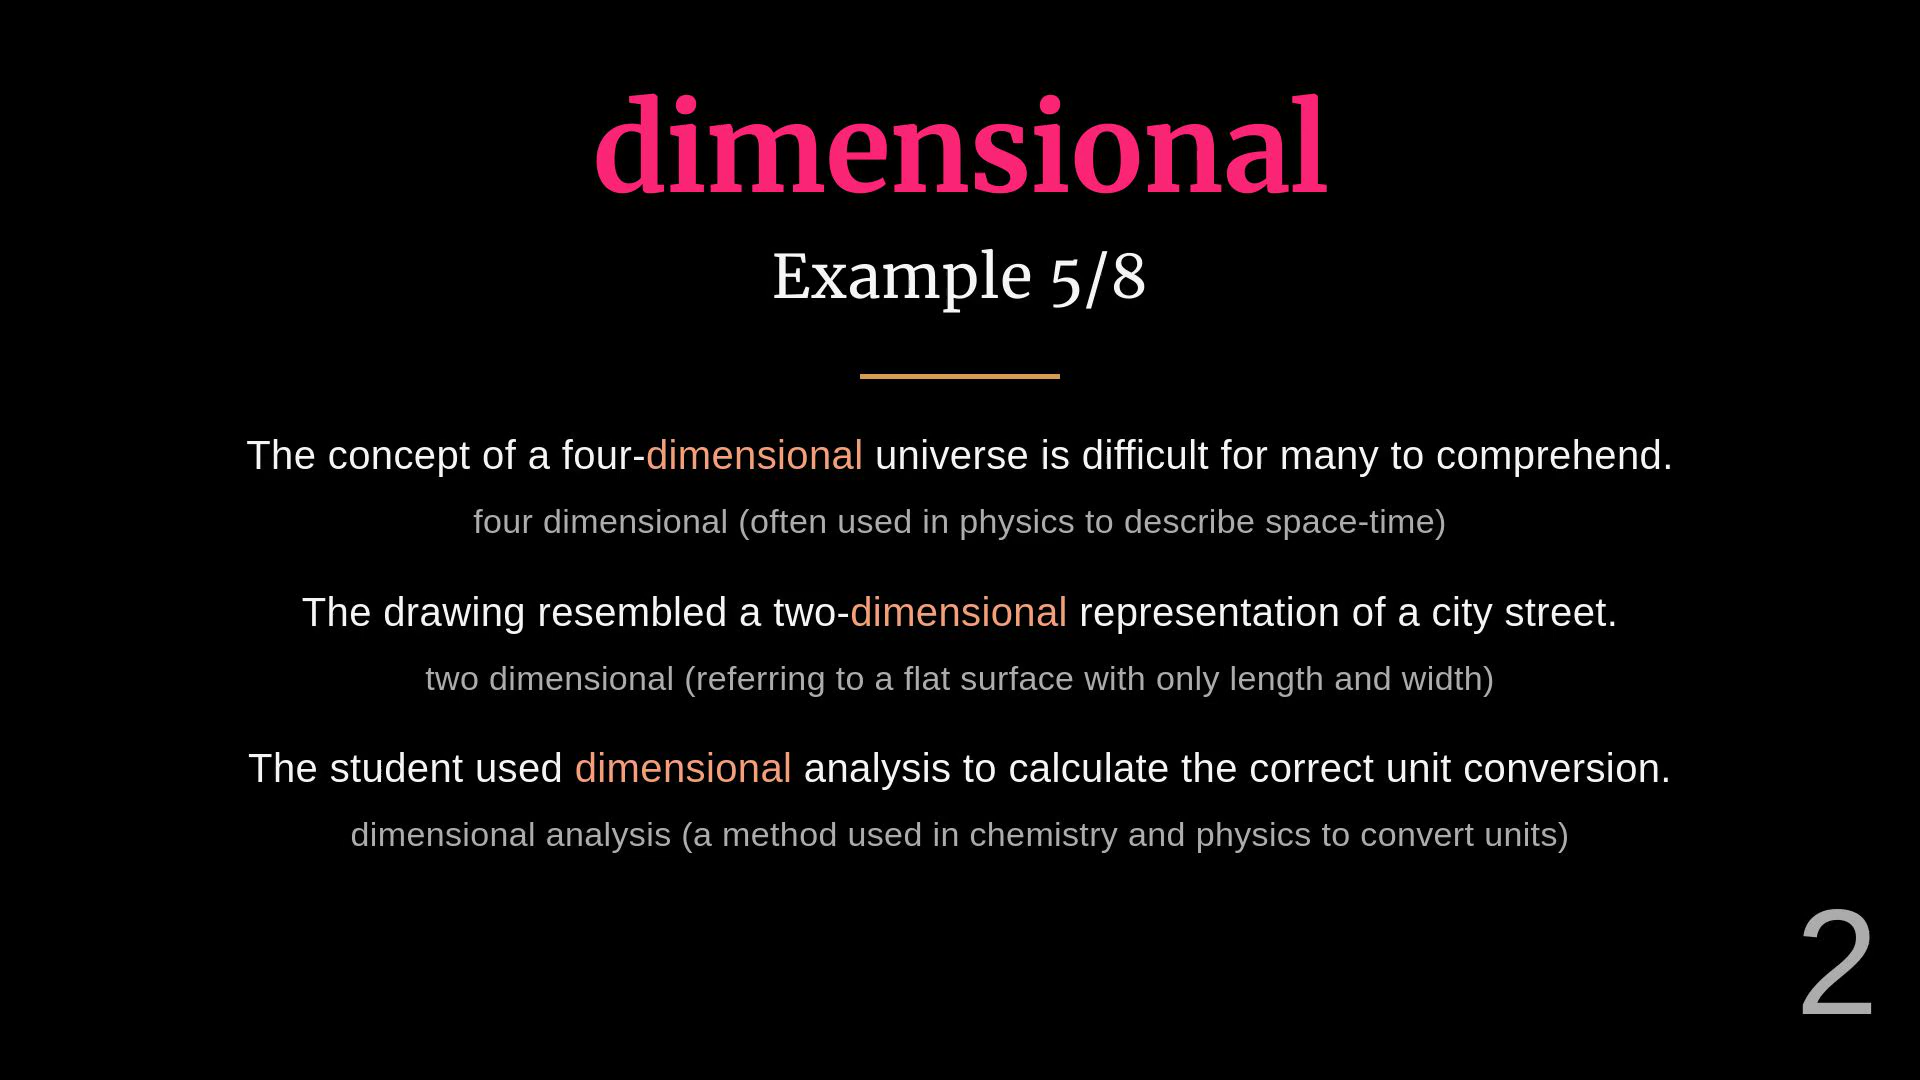 dimensional
Example 5/8
The concept of a four-dimensional universe is difficult for many to comprehend.
four dimensional (often used in physics to describe space-time)
The drawing resembled a two-dimensional representation of a city street.
two dimensional (referring to a flat surface with only length and width)
The student used dimensional analysis to calculate the correct unit conversion.
dimensional analysis (a method used in chemistry and physics to convert units)
2